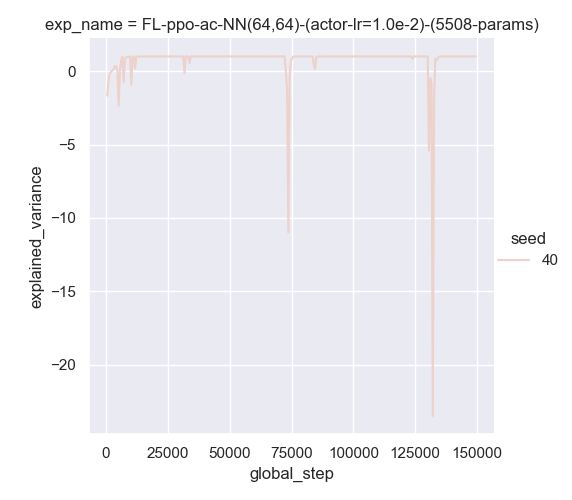 exp_name = FL-ppo-ac-NN(64,64)-(actor-lr=1.0e-2)-(5508-params)
0
−5
−10
−15
−20
explained_variance
0 25000 50000 75000 100000 125000 150000
global_step
seed
40